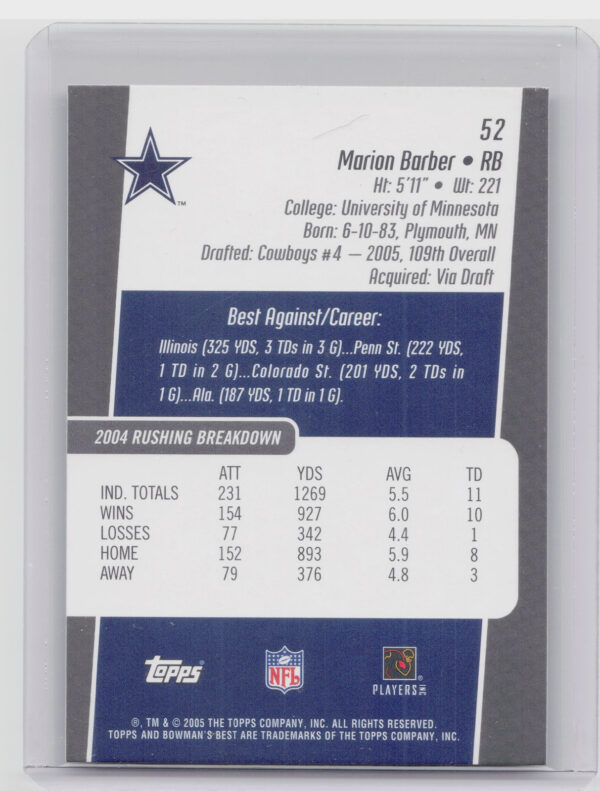 52
Marion Barber • RB
Ht: 5'11" • Wt: 221
College: University of Minnesota
Born: 6-10-83, Plymouth, MN
Drafted: Cowboys #4 — 2005, 109th Overall
Acquired: Via Draft
TM
Best Against/Career:
Illinois (325 YDS, 3 TDs in 3 G)...Penn St. (222 YDS,
1 TD in 2 G)...Colorado St. (201 YDS, 2 TDs in
1 G)...Ala. (187 YDS, 1 TD in 1 G).
2004 RUSHING BREAKDOWN
ATT YDS AVG TD
IND. TOTALS 231 1269 5.5 11
WINS 154 927 6.0 10
LOSSES 77 342 4.4 1
HOME 152 893 5.9 8
AWAY 79 376 4.8 3
topps®
NFL
PLAYERS INC
®, TM & © 2005 THE TOPPS COMPANY, INC. ALL RIGHTS RESERVED.
TOPPS AND BOWMAN'S BEST ARE TRADEMARKS OF THE TOPPS COMPANY, INC.